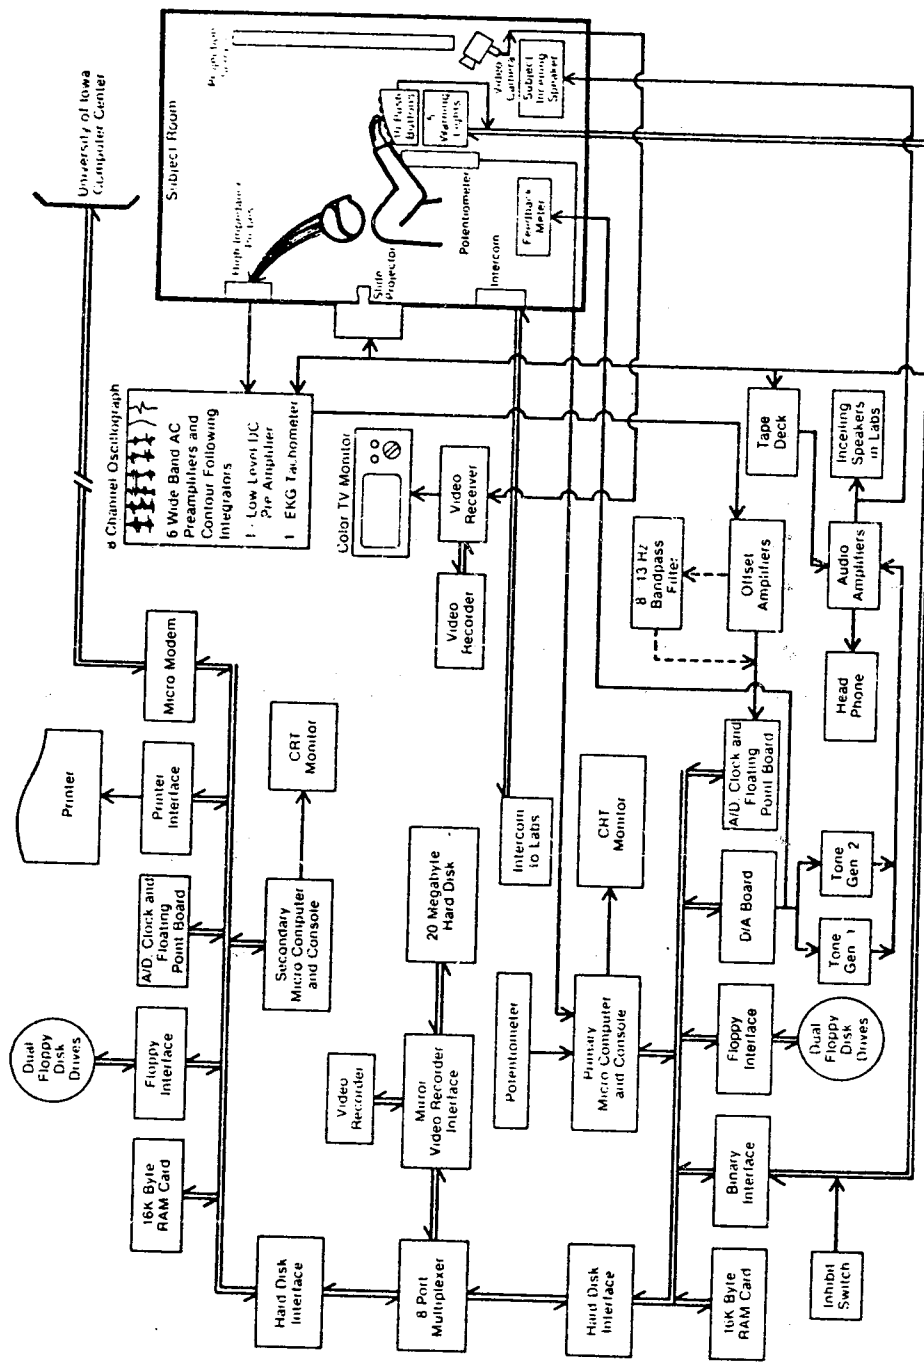 University of Iowa
Computer Center
Subject Room
High Impedance
Probes
Slide
Projector
Intercom
Potentiometer
Feedback
Meter
Buttons
Warning
Lights
Video
Camera
Subject
Speaker
8 Channel Oscillograph
6 Wide Band AC
Preamplifiers and
Contour Following
Integrators
1 Low Level DC
Pre Amplifier
1 EKG Tachometer
Color TV Monitor
Video
Receiver
Video
Recorder
8 13 Hz
Bandpass
Filter
Offset
Amplifiers
Tape
Deck
Inceiling
Speakers
in Labs
Audio
Amplifiers
Head
Phone
Micro Modem
Printer
Printer
Interface
CRT
Monitor
A/D. Clock and
Floating
Point Board
Secondary
Micro Computer
and Console
Dual
Floppy
Disk
Drives
Floppy
Interface
16K Byte
RAM Card
Hard Disk
Interface
20 Megabyte
Hard Disk
Video
Recorder
Mirror
Video Recorder
Interface
8 Port
Multiplexer
Intercom
to Labs
CRT
Monitor
Potentiometer
Primary
Micro Computer
and Console
Hard Disk
Interface
A/D. Clock and
Floating
Point Board
D/A Board
Tone
Gen 2
Tone
Gen 1
Floppy
Interface
Dual
Floppy Disk
Drives
Binary
Interface
16K Byte
RAM Card
Inhibit
Switch